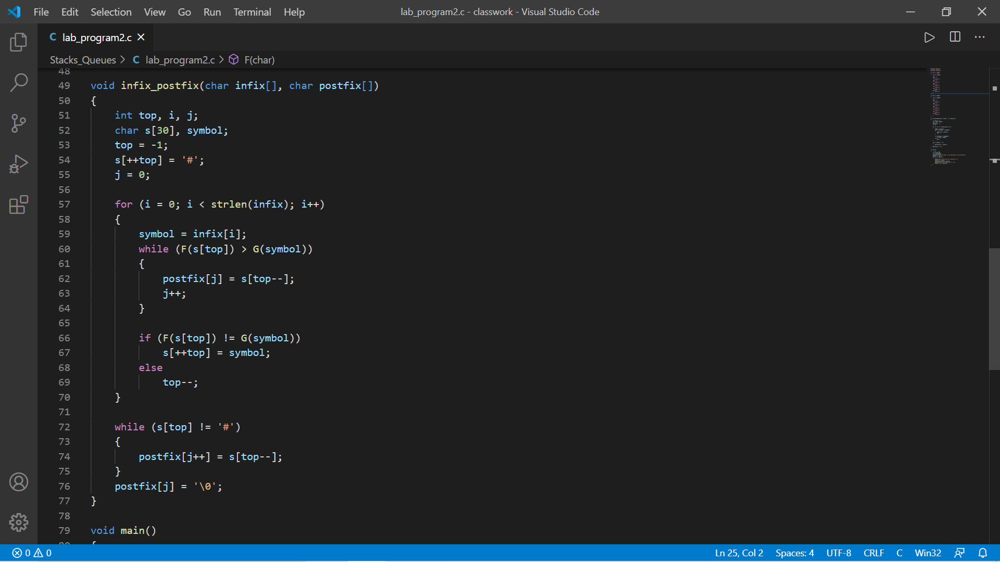 File Edit Selection View Go Run Terminal Help lab_program2.c - classwork - Visual Studio Code
C lab_program2.c
Stacks_Queues > C lab_program2.c > F(char)
48
49 void infix_postfix(char infix[], char postfix[])
50 {
51     int top, i, j;
52     char s[30], symbol;
53     top = -1;
54     s[++top] = '#';
55     j = 0;
56
57     for (i = 0; i < strlen(infix); i++)
58     {
59         symbol = infix[i];
60         while (F(s[top]) > G(symbol))
61         {
62             postfix[j] = s[top--];
63             j++;
64         }
65
66         if (F(s[top]) != G(symbol))
67             s[++top] = symbol;
68         else
69             top--;
70     }
71
72     while (s[top] != '#')
73     {
74         postfix[j++] = s[top--];
75     }
76     postfix[j] = '\0';
77 }
78
79 void main()
0 0 Ln 25, Col 2 Spaces: 4 UTF-8 CRLF C Win32